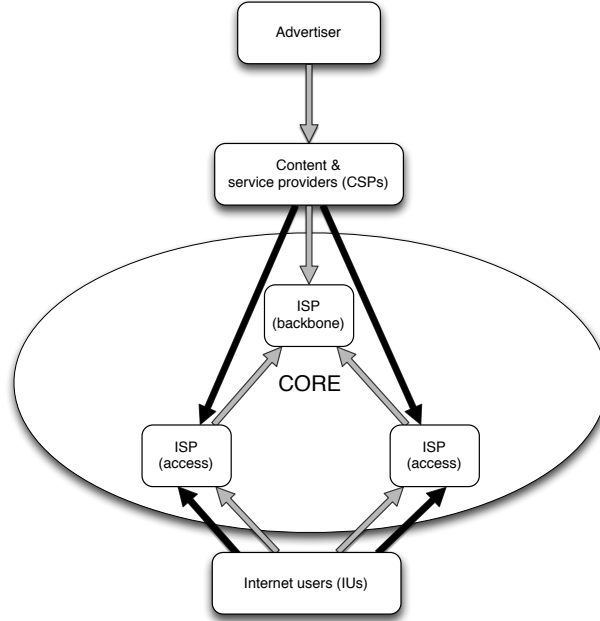 Advertiser
Content &
service providers (CSPs)
ISP
(backbone)
CORE
ISP
(access)
ISP
(access)
Internet users (IUs)